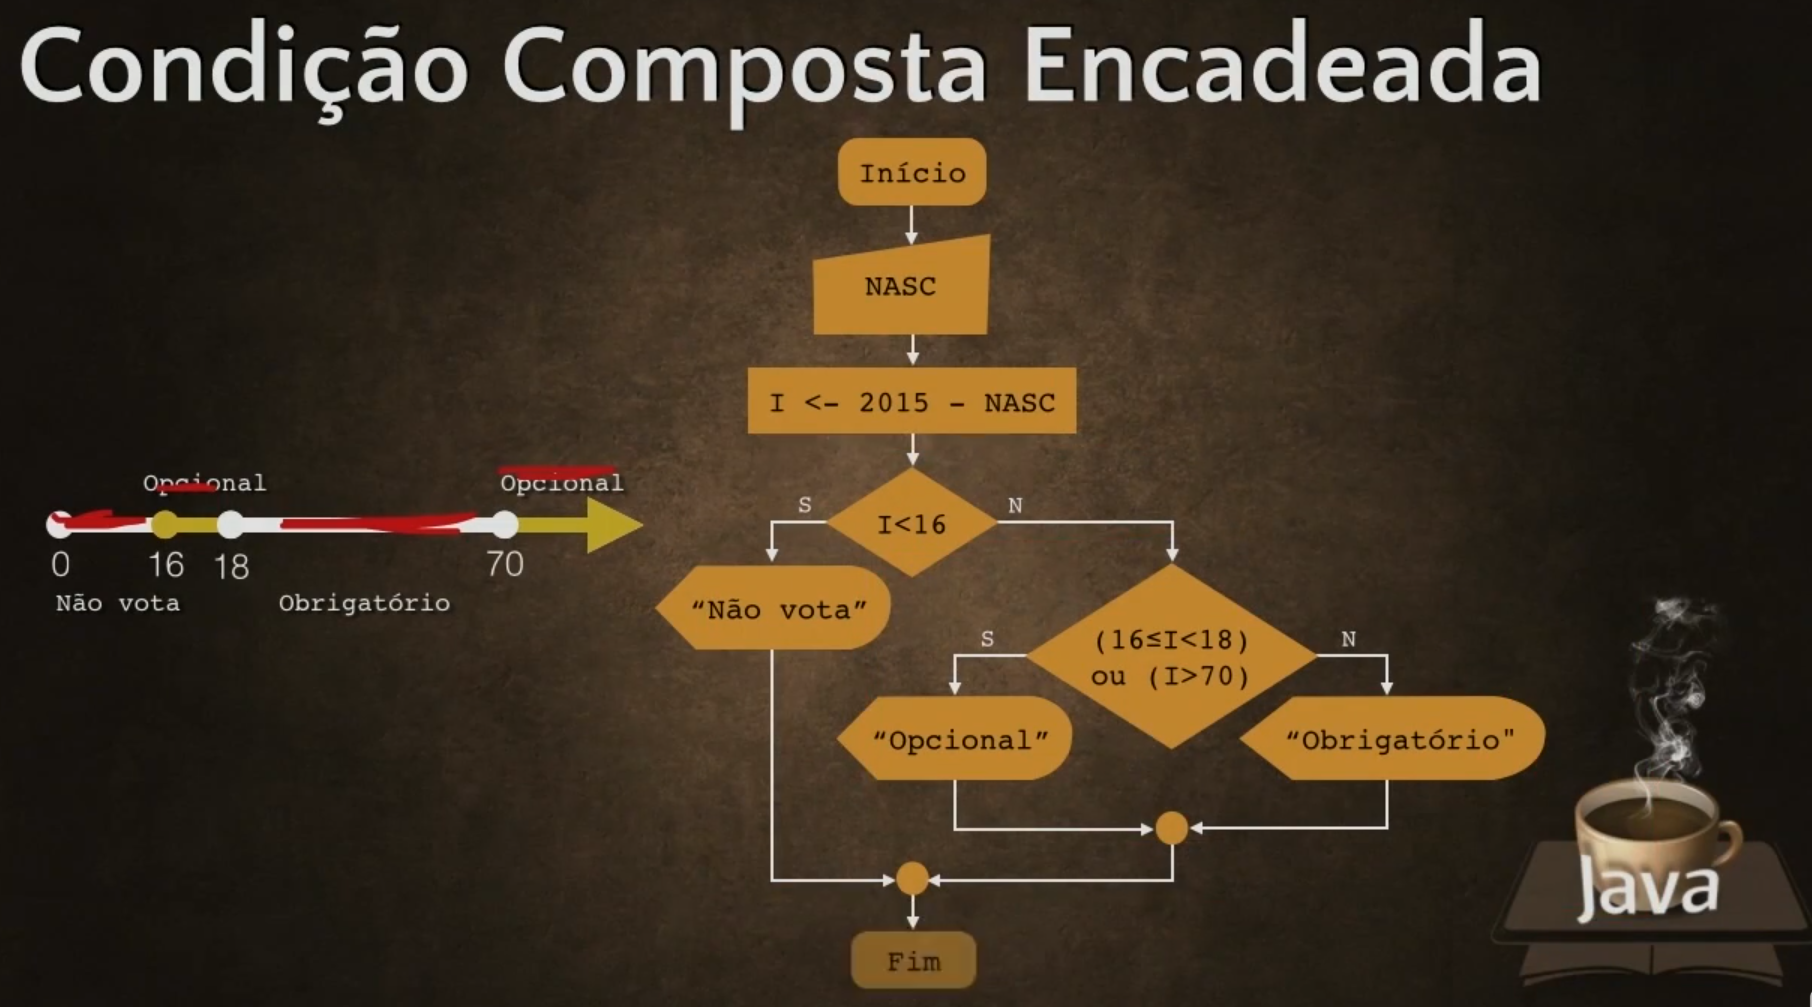 Condição Composta Encadeada
Início
NASC
I <- 2015 - NASC
I<16
S
N
"Não vota”
(16≤I<18)
ou (I>70)
S
N
“Opcional”
“Obrigatório"
Fim
Opcional
Opcional
0
16
18
70
Não vota
Obrigatório
Java